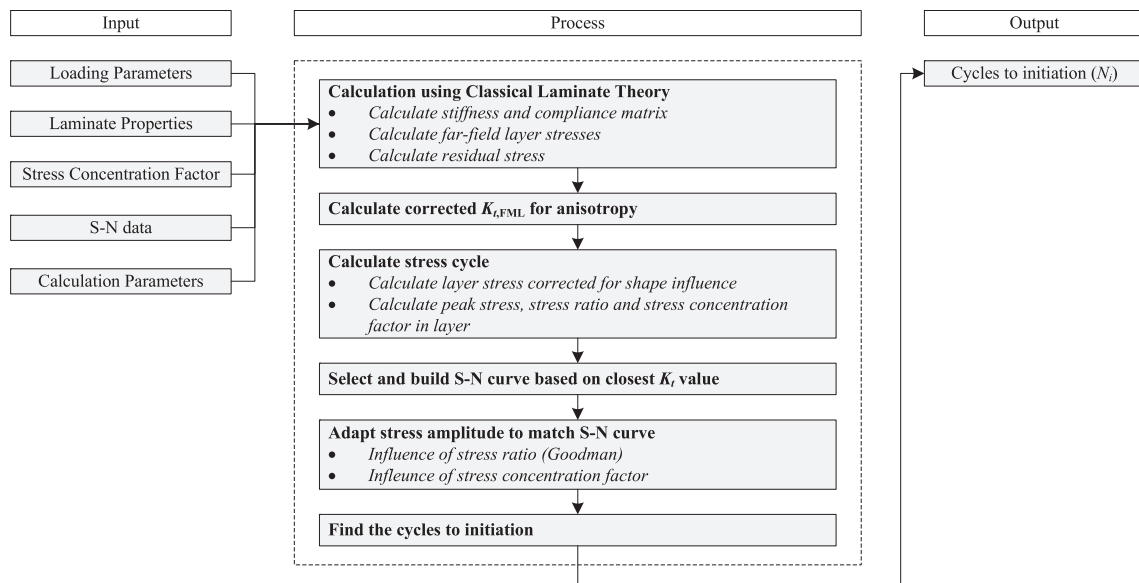 Input
Process
Output
Loading Parameters
Laminate Properties
Stress Concentration Factor
S-N data
Calculation Parameters
Calculation using Classical Laminate Theory
• Calculate stiffness and compliance matrix
• Calculate far-field layer stresses
• Calculate residual stress
Calculate corrected Kt,FML for anisotropy
Calculate stress cycle
• Calculate layer stress corrected for shape influence
• Calculate peak stress, stress ratio and stress concentration
factor in layer
Select and build S-N curve based on closest Kt value
Adapt stress amplitude to match S-N curve
• Influence of stress ratio (Goodman)
• Infleunce of stress concentration factor
Find the cycles to initiation
Cycles to initiation (Ni)